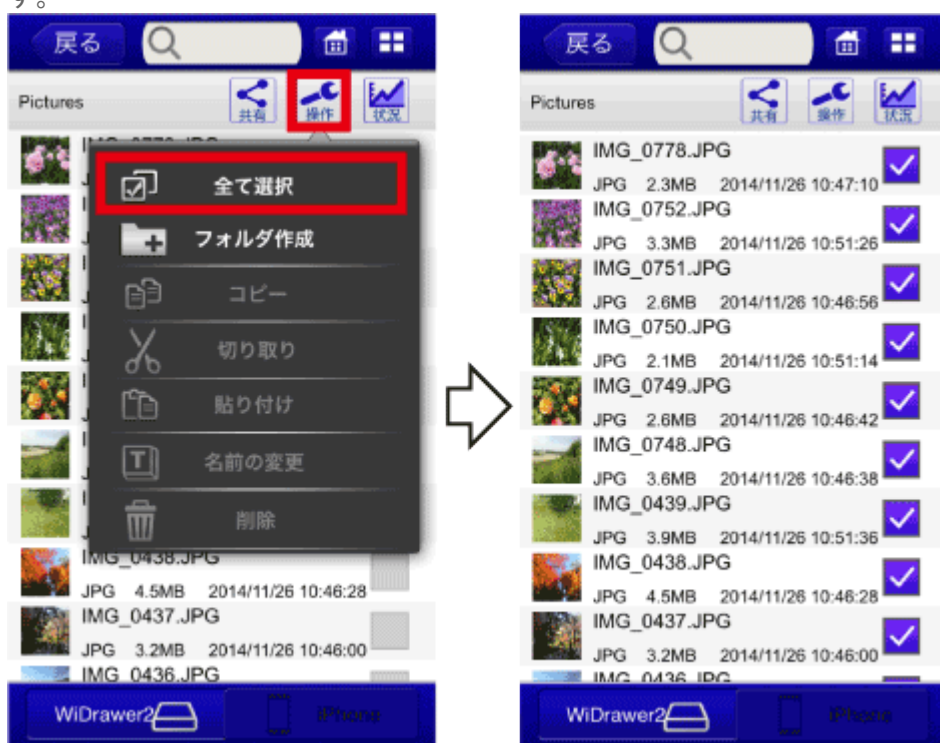 す。
戻る
Pictures
共有
操作
状況
全て選択
フォルダ作成
コピー
切り取り
貼り付け
名前の変更
削除
IMG_0438.JPG
JPG 4.5MB 2014/11/26 10:46:28
IMG_0437.JPG
JPG 3.2MB 2014/11/26 10:46:00
IMG_0436.JPG
WiDrawer2
iPhone
戻る
Pictures
共有
操作
状況
IMG_0778.JPG
JPG 2.3MB 2014/11/26 10:47:10
IMG_0752.JPG
JPG 3.3MB 2014/11/26 10:51:26
IMG_0751.JPG
JPG 2.6MB 2014/11/26 10:46:56
IMG_0750.JPG
JPG 2.1MB 2014/11/26 10:51:14
IMG_0749.JPG
JPG 2.6MB 2014/11/26 10:46:42
IMG_0748.JPG
JPG 3.6MB 2014/11/26 10:46:38
IMG_0439.JPG
JPG 3.9MB 2014/11/26 10:51:36
IMG_0438.JPG
JPG 4.5MB 2014/11/26 10:46:28
IMG_0437.JPG
JPG 3.2MB 2014/11/26 10:46:00
IMG_0436.JPG
WiDrawer2
iPhone